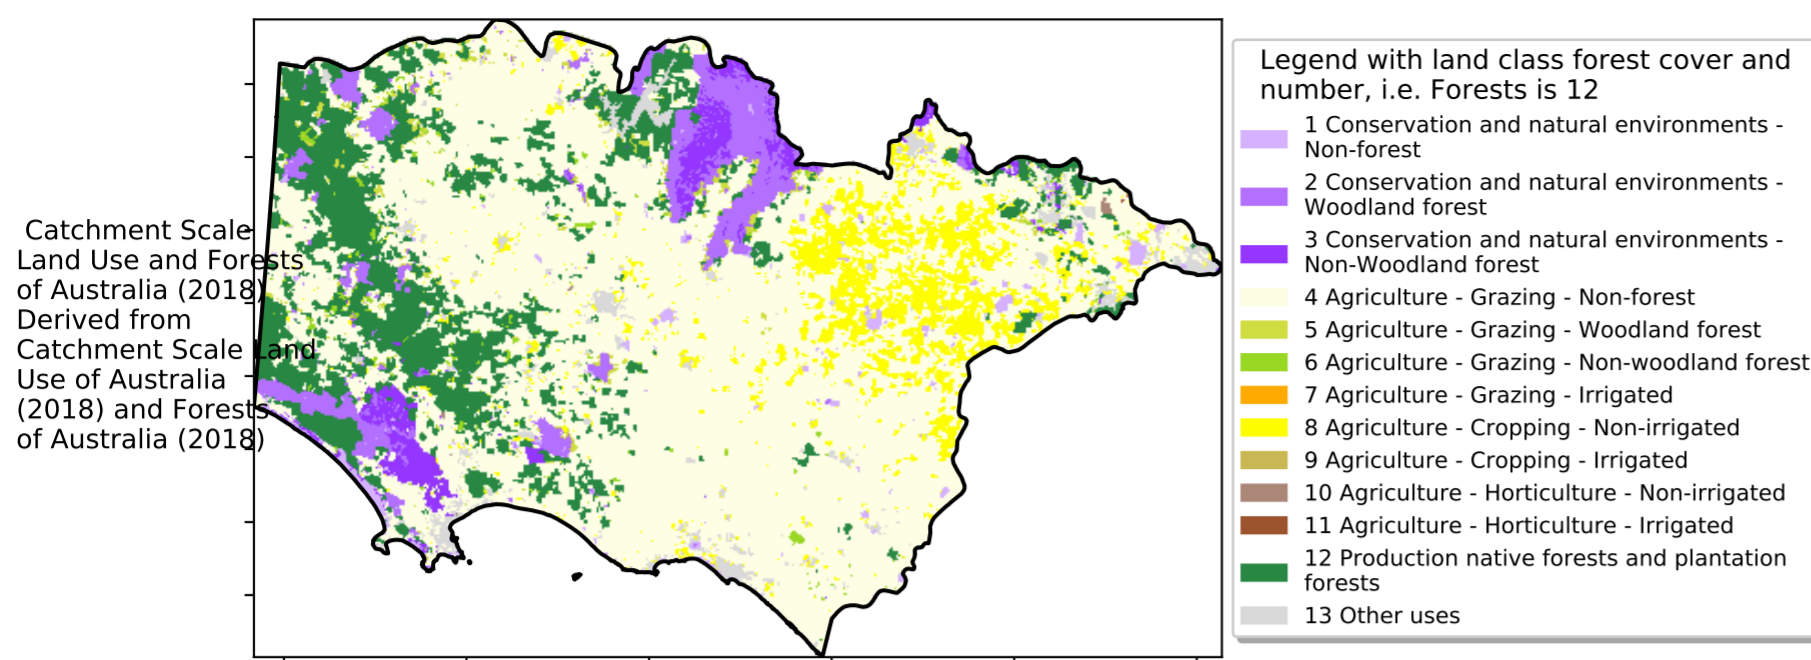 Catchment Scale
Land Use and Forests
of Australia (2018)
Derived from
Catchment Scale Land
Use of Australia
(2018) and Forests
of Australia (2018)
Legend with land class forest cover and
number, i.e. Forests is 12
1 Conservation and natural environments -
Non-forest
2 Conservation and natural environments -
Woodland forest
3 Conservation and natural environments -
Non-Woodland forest
4 Agriculture - Grazing - Non-forest
5 Agriculture - Grazing - Woodland forest
6 Agriculture - Grazing - Non-woodland forest
7 Agriculture - Grazing - Irrigated
8 Agriculture - Cropping - Non-irrigated
9 Agriculture - Cropping - Irrigated
10 Agriculture - Horticulture - Non-irrigated
11 Agriculture - Horticulture - Irrigated
12 Production native forests and plantation
forests
13 Other uses